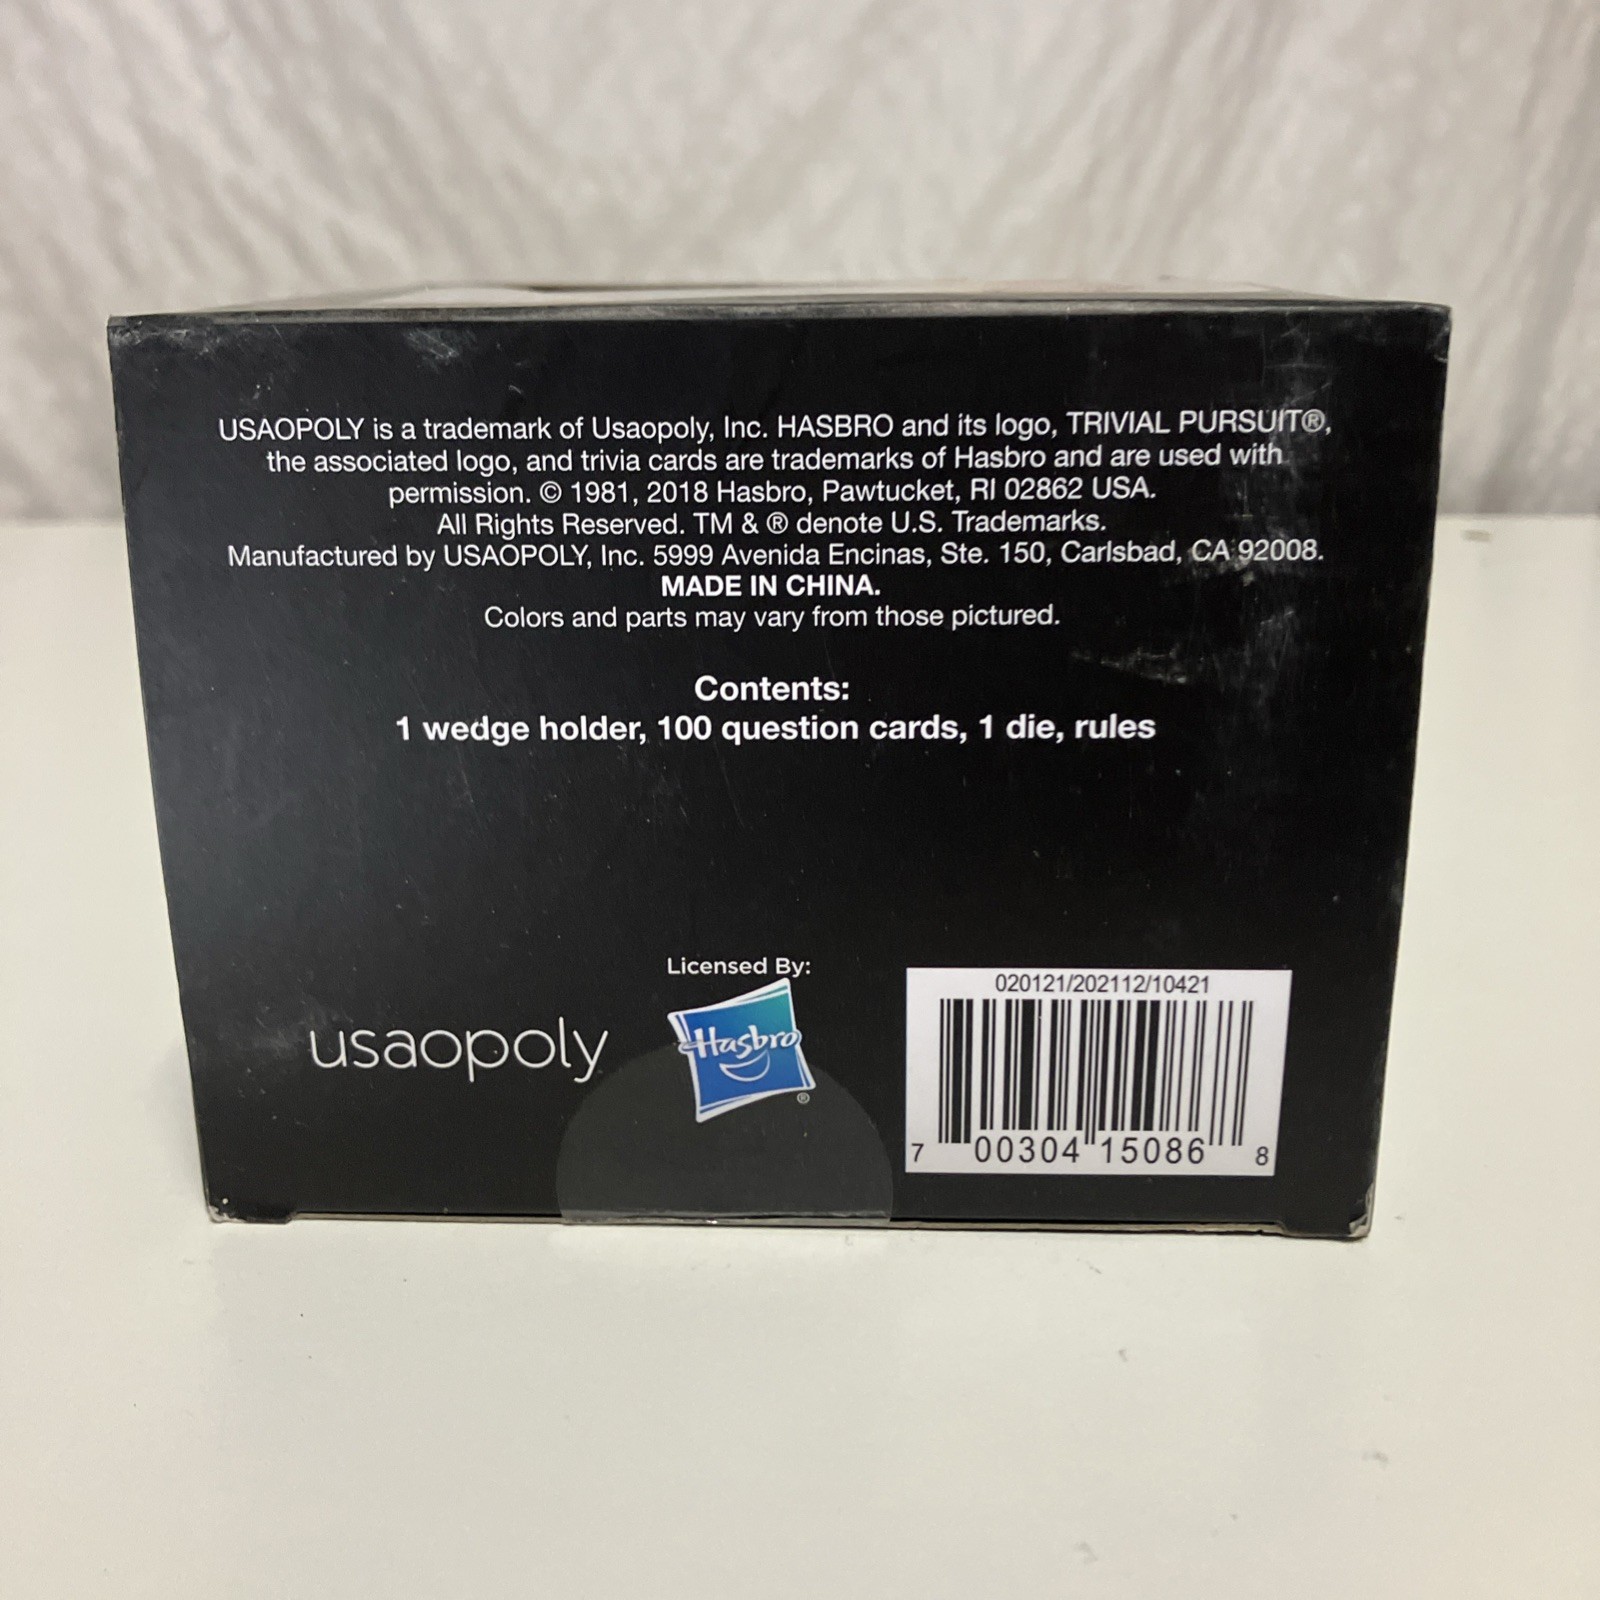 USAOPOLY is a trademark of Usaopoly, Inc. HASBRO and its logo, TRIVIAL PURSUIT®,
the associated logo, and trivia cards are trademarks of Hasbro and are used with
permission. © 1981, 2018 Hasbro, Pawtucket, RI 02862 USA.
All Rights Reserved. TM & ® denote U.S. Trademarks.
Manufactured by USAOPOLY, Inc. 5999 Avenida Encinas, Ste. 150, Carlsbad, CA 92008.
MADE IN CHINA.
Colors and parts may vary from those pictured.
Contents:
1 wedge holder, 100 question cards, 1 die, rules
usaopoly
Licensed By:
Hasbro
®
020121/202112/10421
7 00304 15086 8